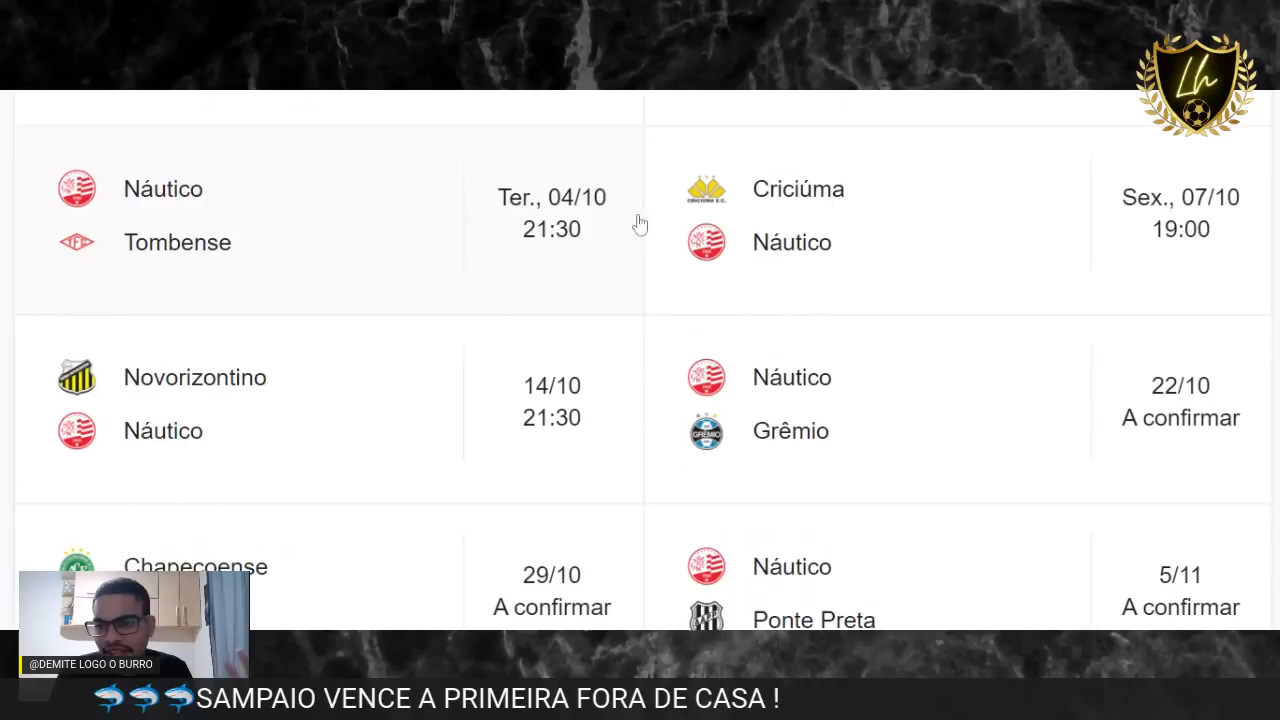 Lh
Náutico
Tombense
Ter., 04/10
21:30
Criciúma
Náutico
Sex., 07/10
19:00
Novorizontino
Náutico
14/10
21:30
Náutico
Grêmio
22/10
A confirmar
GRÊMIO
Chapecoense
29/10
A confirmar
Náutico
Ponte Preta
5/11
A confirmar
@DEMITE LOGO O BURRO
SAMPAIO VENCE A PRIMEIRA FORA DE CASA !